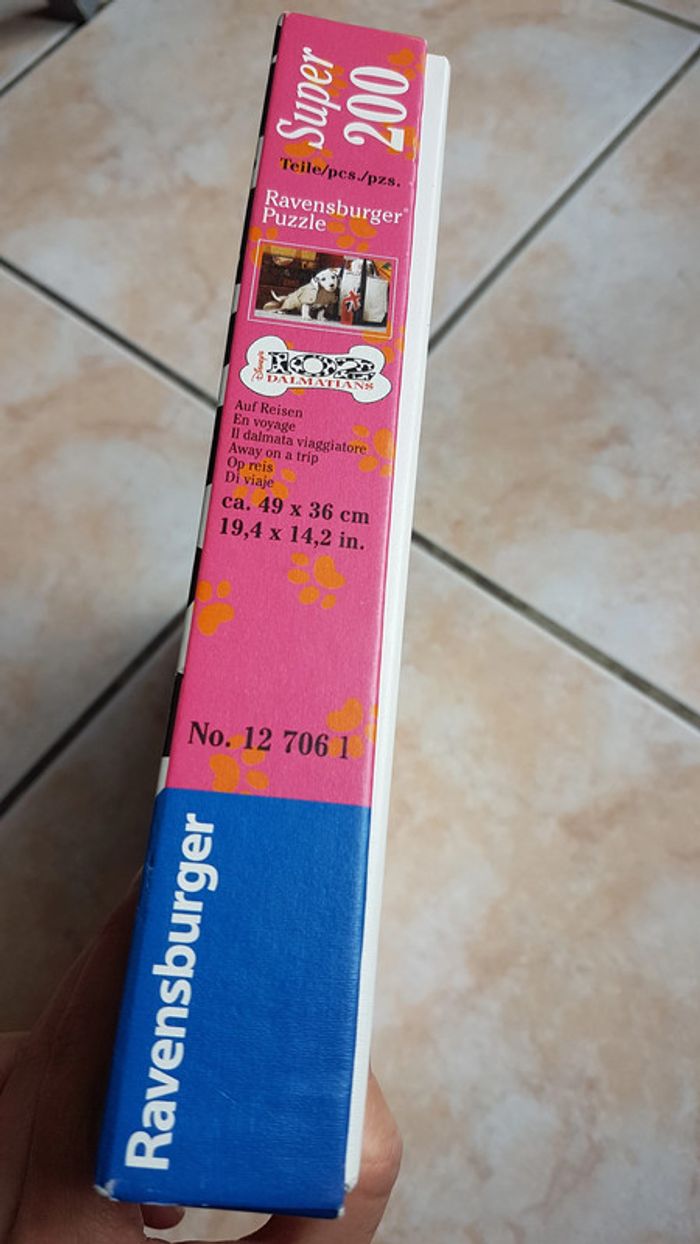 Super
200
Teile/pcs./pzs.
Ravensburger®
Puzzle
Disney's
102
DALMATIANS
Auf Reisen
En voyage
Il dalmata viaggiatore
Away on a trip
Op reis
Di viaje
ca. 49 x 36 cm
19,4 x 14,2 in.
No. 12 706 1
Ravensburger